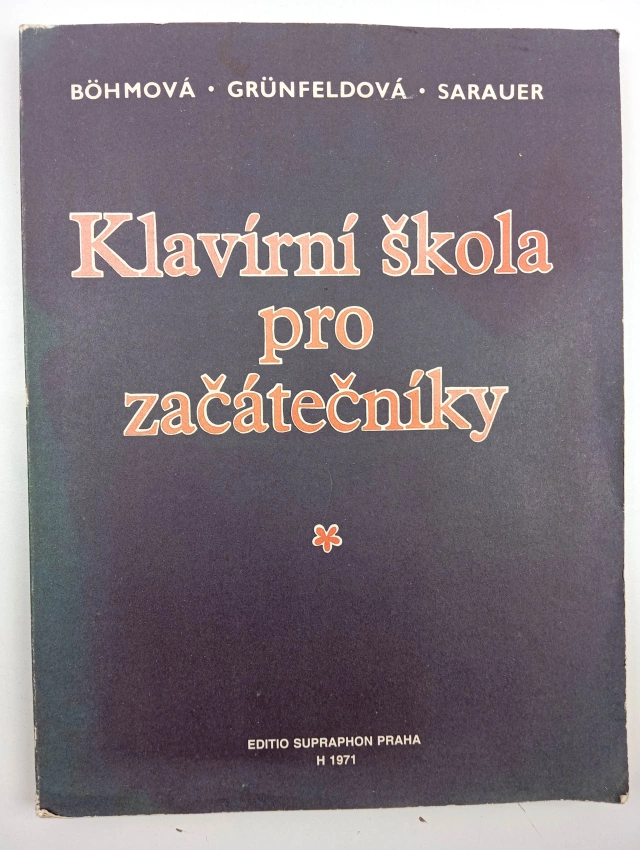 BÖHMOVÁ • GRÜNFELDOVÁ • SARAUER
Klavírní škola
pro
začátečníky
EDITIO SUPRAPHON PRAHA
H 1971